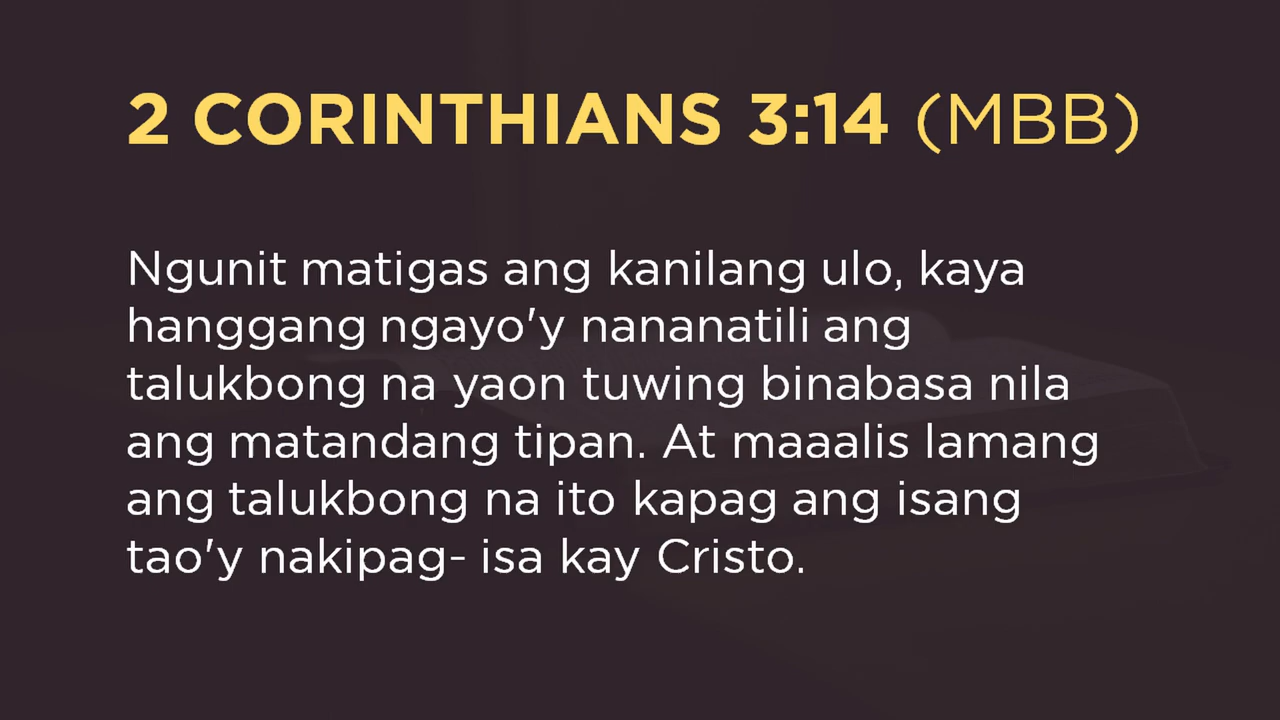 2 CORINTHIANS 3:14 (MBB)
Ngunit matigas ang kanilang ulo, kaya
hanggang ngayo'y nananatili ang
talukbong na yaon tuwing binabasa nila
ang matandang tipan. At maaalis lamang
ang talukbong na ito kapag ang isang
tao'y nakipag- isa kay Cristo.